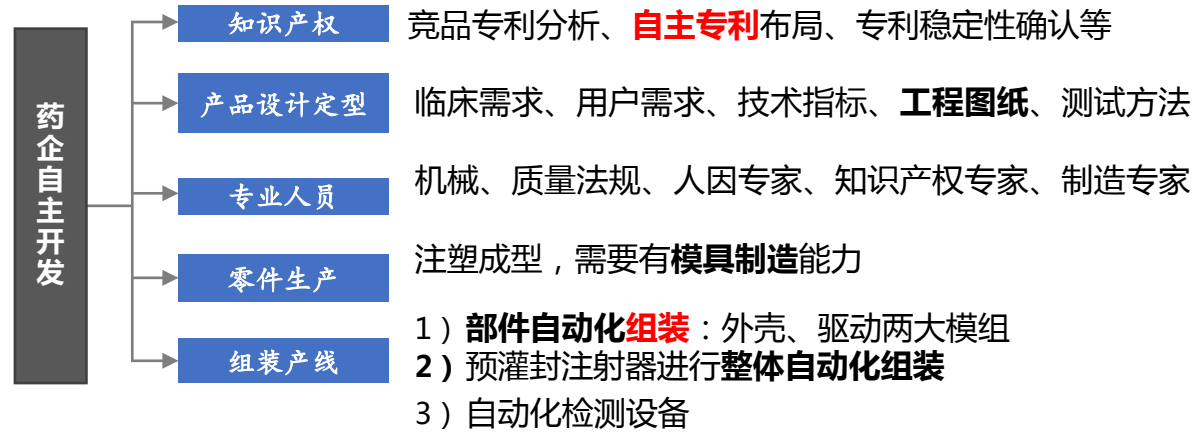 药企自主开发
知识产权
竞品专利分析、自主专利布局、专利稳定性确认等
产品设计定型
临床需求、用户需求、技术指标、工程图纸、测试方法
专业人员
机械、质量法规、人因专家、知识产权专家、制造专家
零件生产
注塑成型，需要有模具制造能力
组装产线
1）部件自动化组装：外壳、驱动两大模组
2）预灌封注射器进行整体自动化组装
3）自动化检测设备